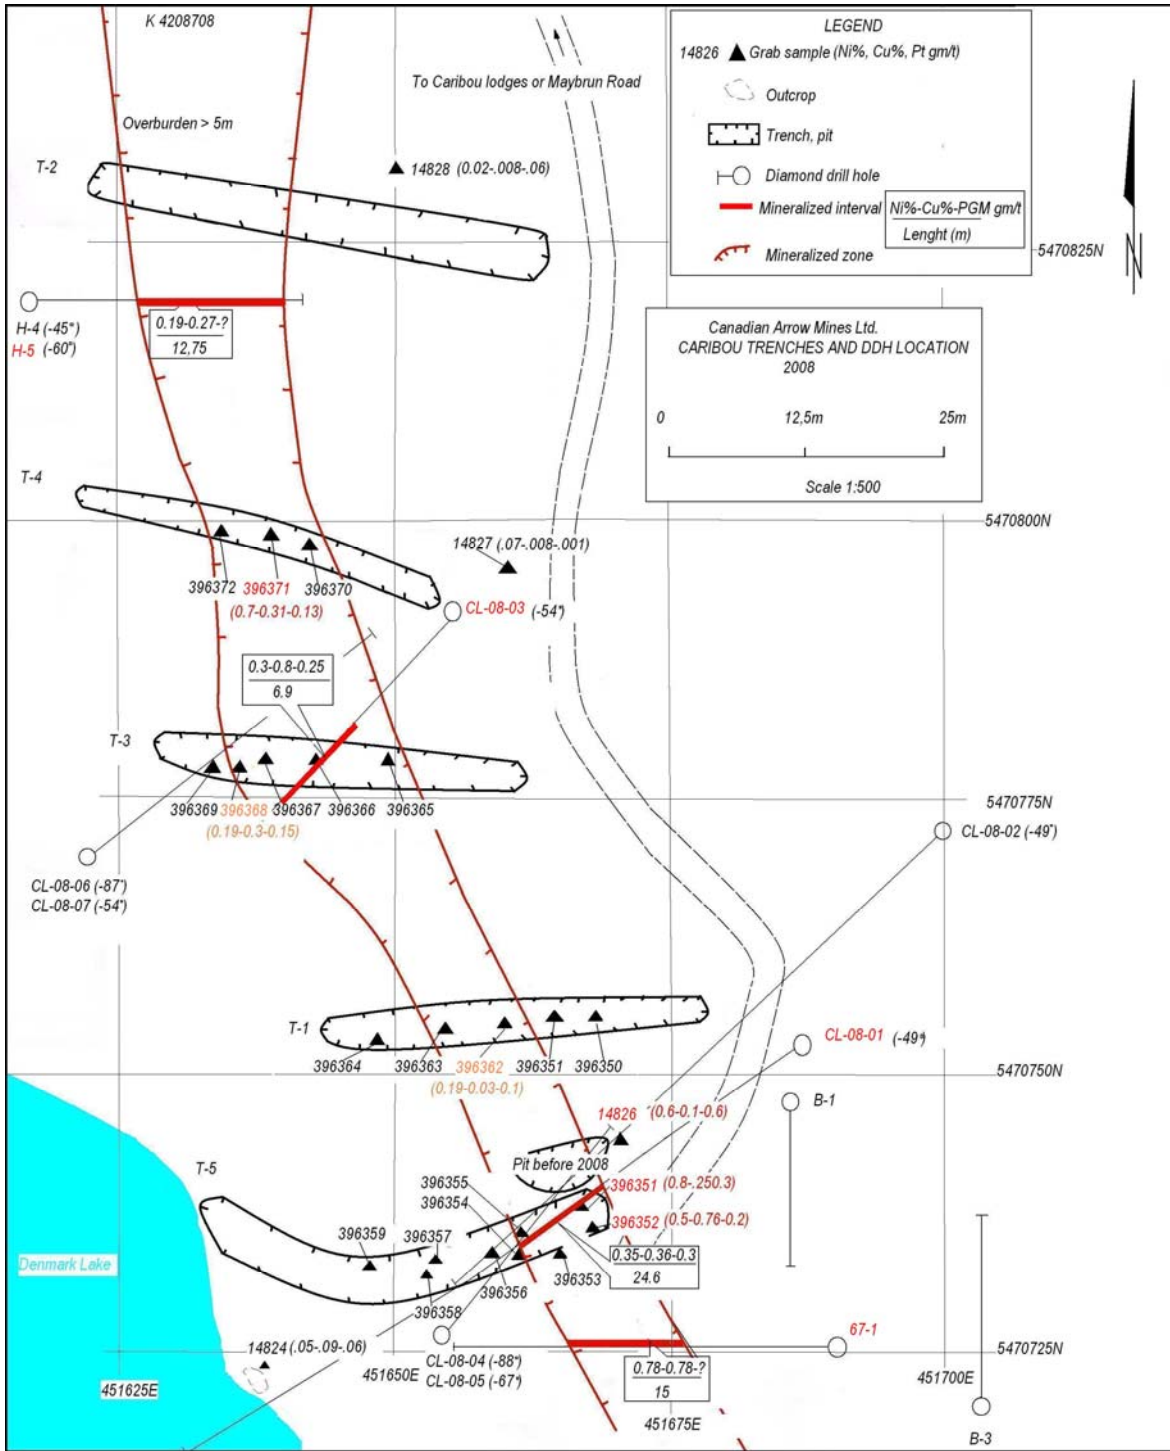 K 4208708
To Caribou lodges or Maybrun Road
Overburden > 5m
LEGEND
14826 Grab sample (Ni%, Cu%, Pt gm/t)
Outcrop
Trench, pit
Diamond drill hole
Mineralized interval
Ni%-Cu%-PGM gm/t
Lenght (m)
Mineralized zone
N
T-2
14828 (0.02-.008-.06)
5470825N
H-4 (-45°)
H-5 (-60°)
0.19-0.27-?
12,75
Canadian Arrow Mines Ltd.
CARIBOU TRENCHES AND DDH LOCATION
2008
0 12,5m 25m
Scale 1:500
T-4
5470800N
14827 (.07-.008-.001)
396372 396371 396370
(0.7-0.31-0.13)
CL-08-03 (-54°)
0.3-0.8-0.25
6,9
T-3
396369 396368 396367 396366 396365
(0.19-0.3-0.15)
5470775N
CL-08-02 (-49°)
CL-08-06 (-87°)
CL-08-07 (-54°)
T-1
396364 396363 396362 396351 396350
(0.19-0.03-0.1)
CL-08-01 (-49°)
5470750N
B-1
14826 (0.6-0.1-0.6)
Pit before 2008
T-5
396355
396354
396351 (0.8-.250.3)
396352 (0.5-0.76-0.2)
396359 396357
0.35-0.36-0.3
24.6
396353
396356
396358
Denmark Lake
67-1
14824 (.05-.09-.06)
CL-08-04 (-88°)
CL-08-05 (-67°)
0.78-0.78-?
15
5470725N
451625E
451650E
451675E
451700E
B-3